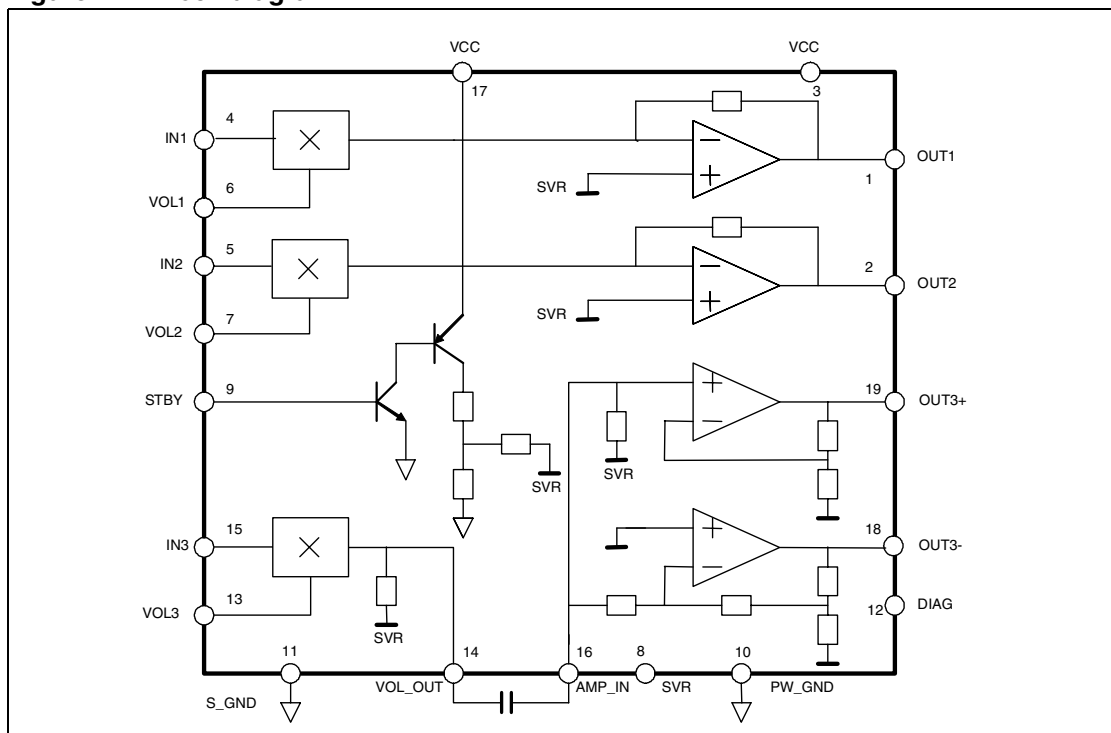 VCC
VCC
17
3
4
IN1
OUT1
SVR
1
6
VOL1
5
IN2
2
OUT2
SVR
7
VOL2
9
STBY
19
OUT3+
SVR
SVR
15
IN3
18
OUT3-
13
VOL3
12
DIAG
SVR
11
14
16
8
10
S_GND
VOL_OUT
AMP_IN
SVR
PW_GND